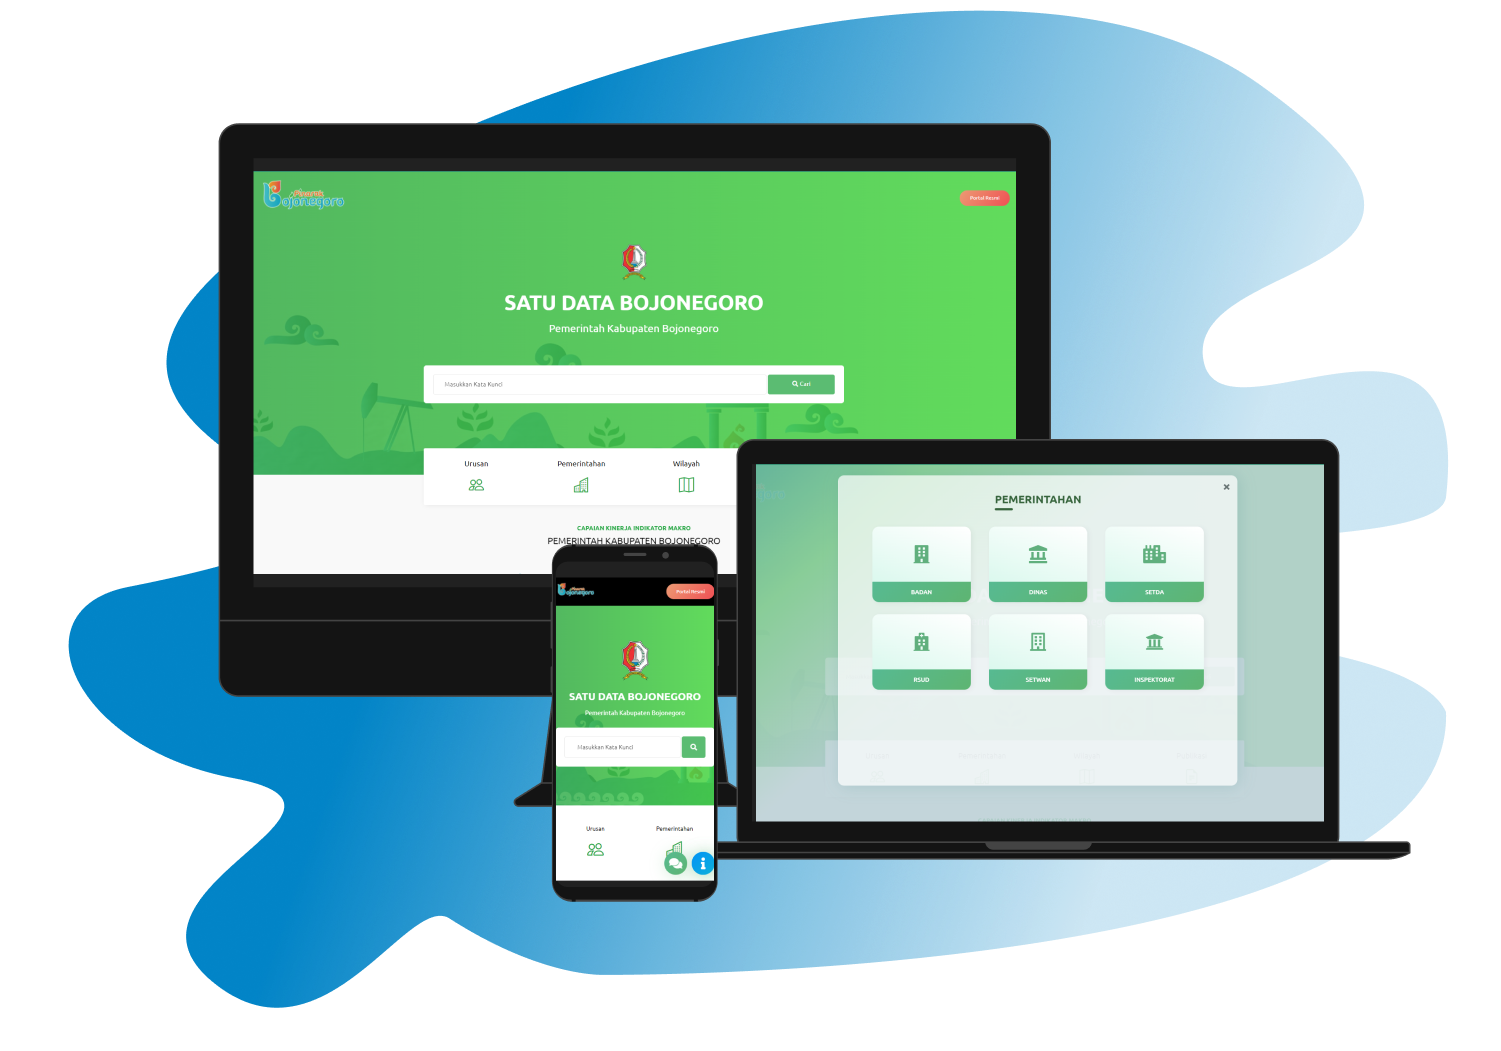 Pinarak
Bojonegoro
Portal Resmi
SATU DATA BOJONEGORO
Pemerintah Kabupaten Bojonegoro
Masukkan Kata Kunci
Cari
Urusan
Pemerintahan
Wilayah
CAPAIAN KINERJA INDIKATOR MAKRO
PEMERINTAH KABUPATEN BOJONEGORO
Bojonegoro
Portal Resmi
SATU DATA BOJONEGORO
Pemerintah Kabupaten Bojonegoro
Masukkan Kata Kunci
Urusan
Pemerintahan
PEMERINTAHAN
×
BADAN
DINAS
SETDA
RSUD
SETWAN
INSPEKTORAT